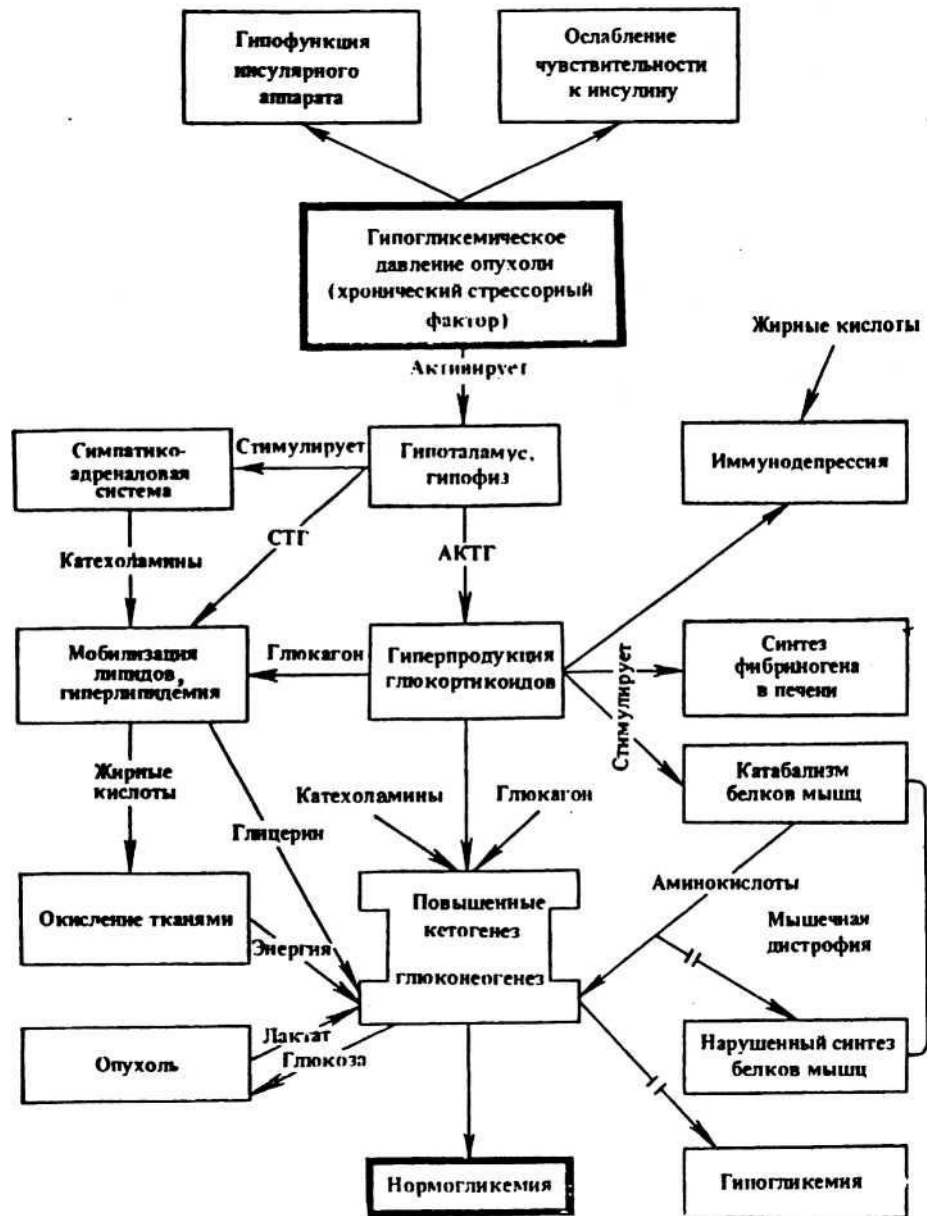 Гипофункция
инсулярного
аппарата
Ослабление
чувствительности
к инсулину
Гипогликемическое
давление опухоли
(хронический стрессорный
фактор)
Жирные кислоты
Активирует
Симпатико-
адреналовая
система
Стимулирует
Гипоталамус,
гипофиз
Иммунодепрессия
СТГ
Катехоламины
АКТГ
Мобилизация
липидов,
гиперлипидемия
Глюкагон
Гиперпродукция
глюкортикоидов
Стимулирует
Синтез
фибриногена
в печени
Жирные
кислоты
Катехоламины
Глюкагон
Катаболизм
белков мышц
Глицерин
Аминокислоты
Окисление тканями
Повышенные
кетогенез
глюконеогенез
Мышечная
дистрофия
Энергия
Опухоль
Лактат
Глюкоза
Нарушенный синтез
белков мышц
Нормогликемия
Гипогликемия